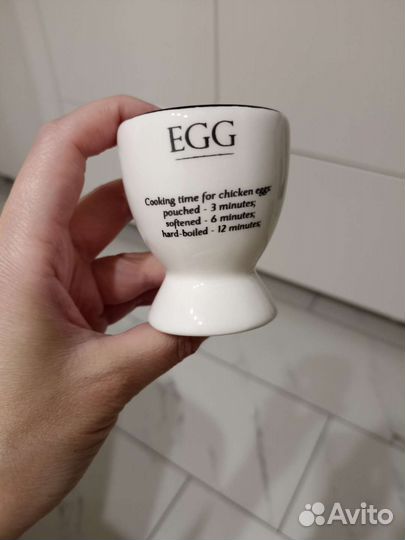 EGG
Cooking time for chicken eggs:
pouched - 3 minutes;
softened - 6 minutes;
hard-boiled - 12 minutes;
Avito